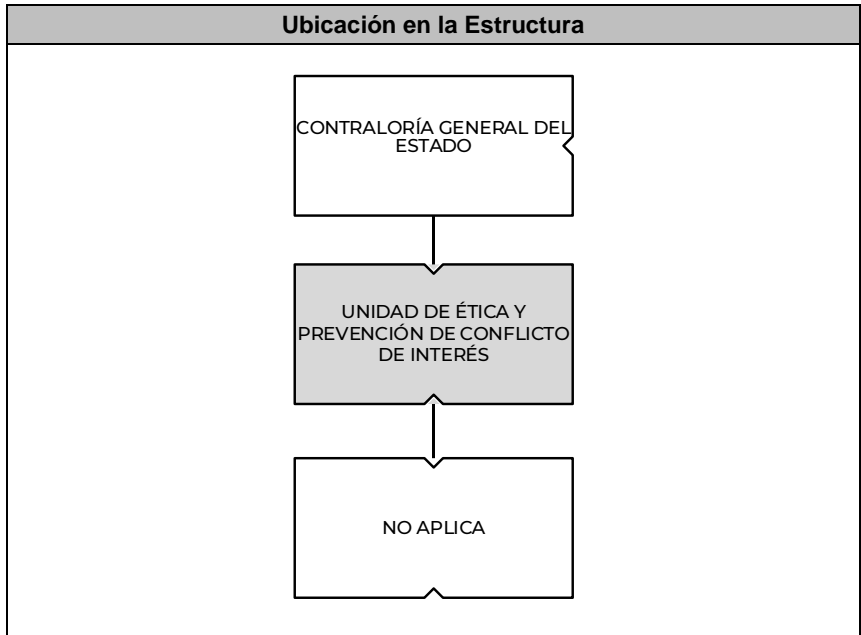 Ubicación en la Estructura
CONTRALORÍA GENERAL DEL
ESTADO
UNIDAD DE ÉTICA Y
PREVENCIÓN DE CONFLICTO
DE INTERÉS
NO APLICA